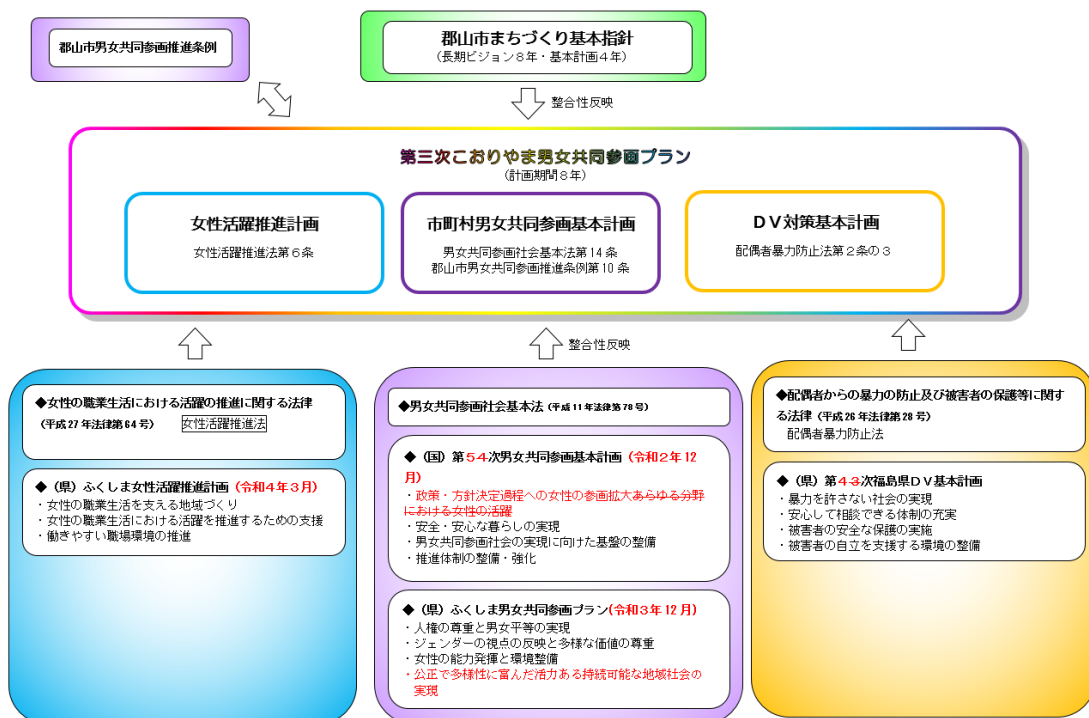 郡山市男女共同参画推進条例
郡山市まちづくり基本指針
(長期ビジョン8年・基本計画4年)
整合性反映
第三次こおりやま男女共同参画プラン
(計画期間8年)
女性活躍推進計画
女性活躍推進法第6条
市町村男女共同参画基本計画
男女共同参画社会基本法第14条
郡山市男女共同参画推進条例第10条
DV対策基本計画
配偶者暴力防止法第2条の3
整合性反映
◆女性の職業生活における活躍の推進に関する法律
(平成27年法律第64号) 女性活躍推進法
◆(県)ふくしま女性活躍推進計画(令和4年3月)
・女性の職業生活を支える地域づくり
・女性の職業生活における活躍を推進するための支援
・働きやすい職場環境の推進
◆男女共同参画社会基本法(平成11年法律第78号)
◆(国)第54次男女共同参画基本計画(令和2年12
月)
・政策・方針決定過程への女性の参画拡大あらゆる分野
における女性の活躍
・安全・安心な暮らしの実現
・男女共同参画社会の実現に向けた基盤の整備
・推進体制の整備・強化
◆(県)ふくしま男女共同参画プラン(令和3年12月)
・人権の尊重と男女平等の実現
・ジェンダーの視点の反映と多様な価値の尊重
・女性の能力発揮と環境整備
・公正で多様性に富んだ活力ある持続可能な地域社会の
実現
◆配偶者からの暴力の防止及び被害者の保護等に関す
る法律(平成26年法律第28号)
配偶者暴力防止法
◆(県)第43次福島県DV基本計画
・暴力を許さない社会の実現
・安心して相談できる体制の充実
・被害者の安全な保護の実施
・被害者の自立を支援する環境の整備